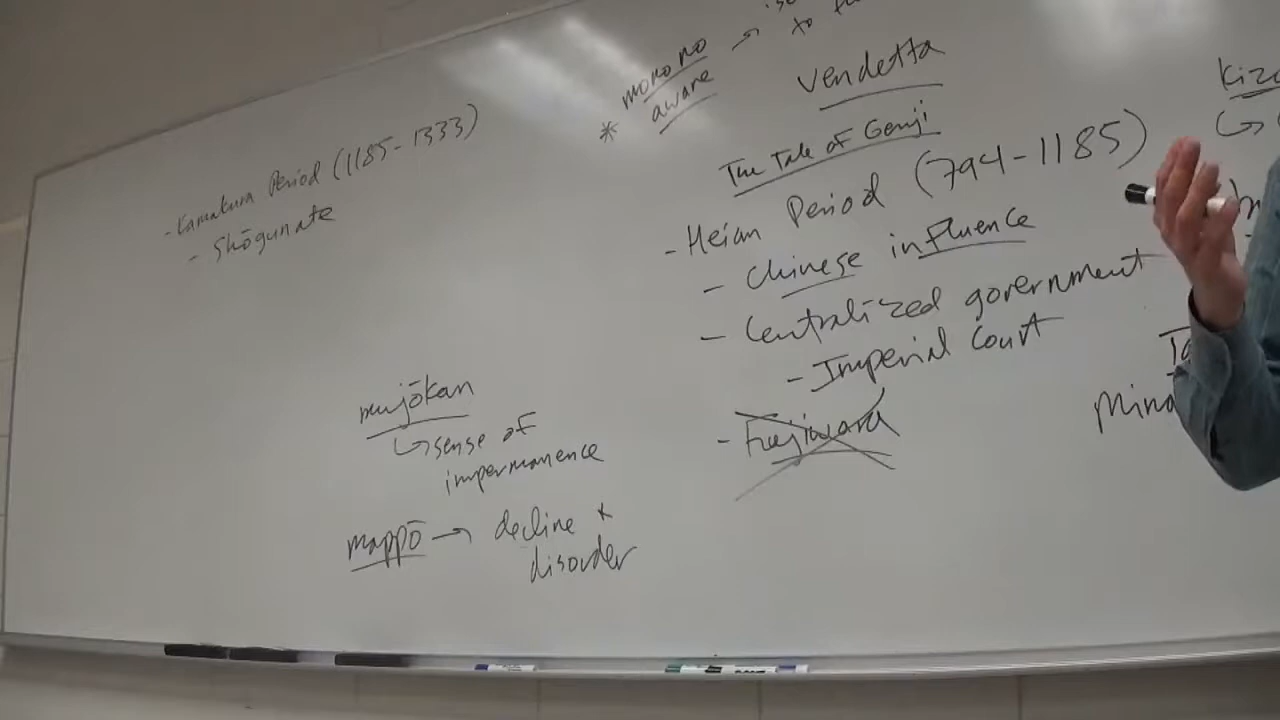 - Kamakura Period (1185-1333)
- Shōgunate
mujōkan
↳ sense of
impermanence
mappō → decline +
disorder
* mono no
aware →
to
Vendetta
The Tale of Genji
- Heian Period (794-1185)
- Chinese influence
- Centralized government
- Imperial Court
- Fujiwara